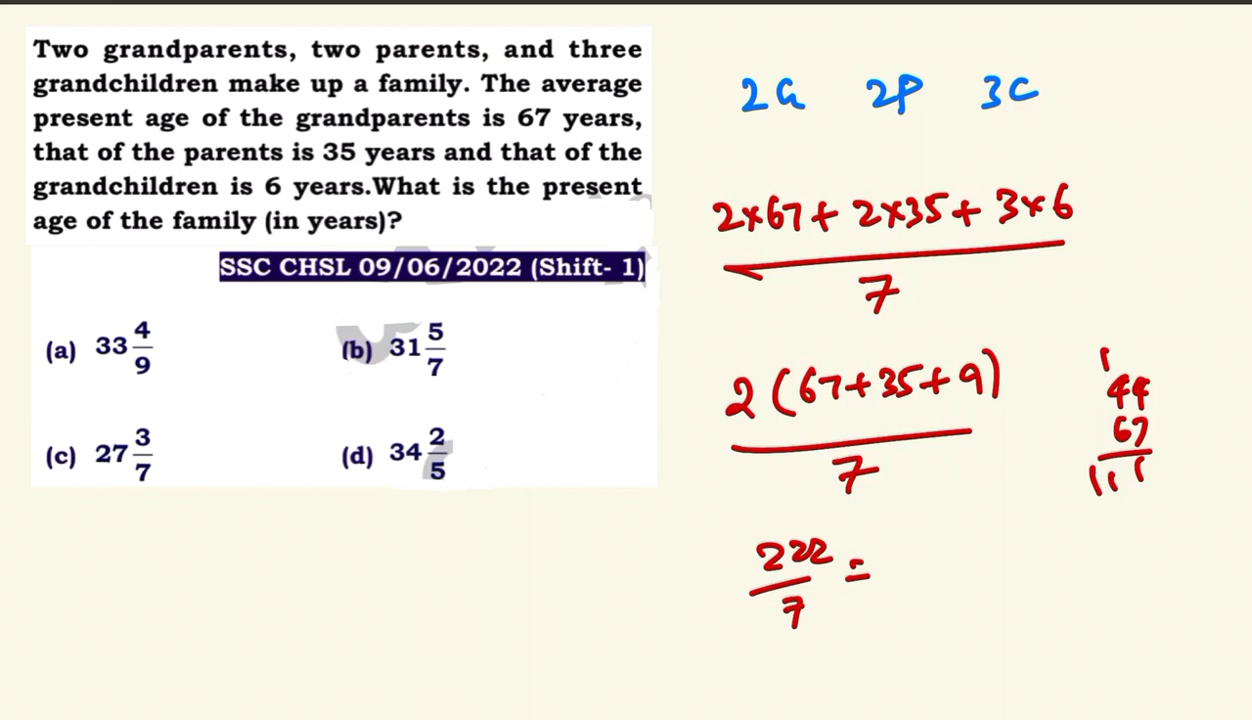 Two grandparents, two parents, and three
grandchildren make up a family. The average
present age of the grandparents is 67 years,
that of the parents is 35 years and that of the
grandchildren is 6 years.What is the present
age of the family (in years)?
SSC CHSL 09/06/2022 (Shift- 1)
(a) 33 4/9
(b) 31 5/7
(c) 27 3/7
(d) 34 2/5
2G 2P 3C
2×67+ 2×35+ 3×6
7
2(67+35+9)
7
1
44
67
111
222
7
=